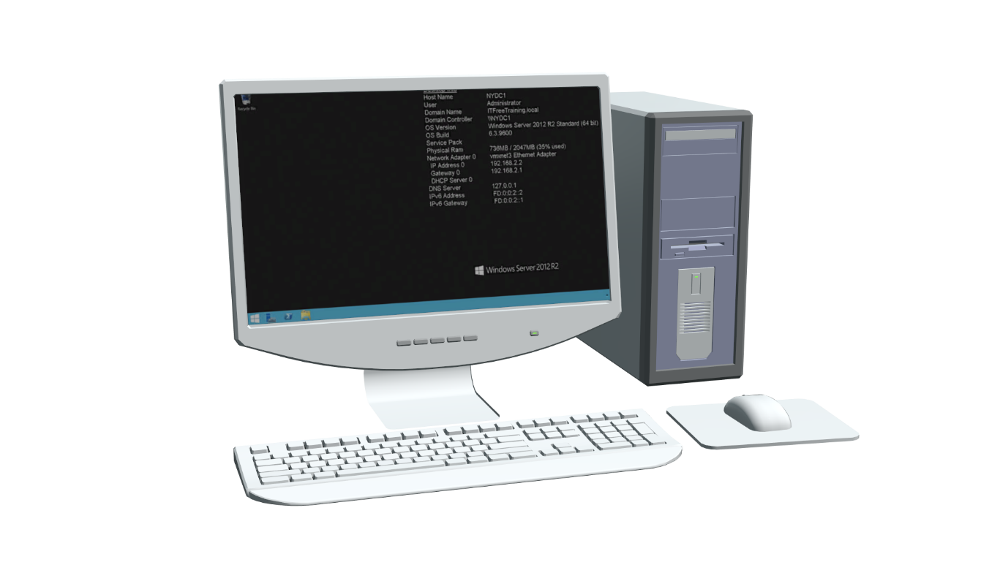 Recycle Bin
Host Name NYDC1
User Administrator
Domain Name ITFreeTraining.local
Domain Controller \\NYDC1
OS Version Windows Server 2012 R2 Standard (64 bit)
OS Build 6.3.9600
Service Pack
Physical Ram 736MB / 2047MB (35% used)
Network Adapter 0 vmxnet3 Ethernet Adapter
IP Address 0 192.168.2.2
Gateway 0 192.168.2.1
DHCP Server 0
DNS Server 127.0.0.1
IPv6 Address FD:0:0:2::2
IPv6 Gateway FD:0:0:2::1
Windows Server 2012 R2